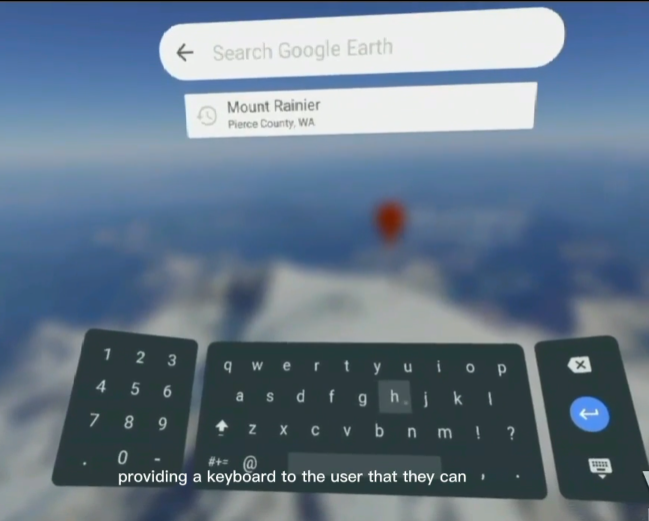 Search Google Earth
Mount Rainier
Pierce County, WA
1 2 3
4 5 6
7 8 9
. 0 -
q w e r t y u i o p
a s d f g h j k l
z x c v b n m ! ?
#+= @ , .
providing a keyboard to the user that they can